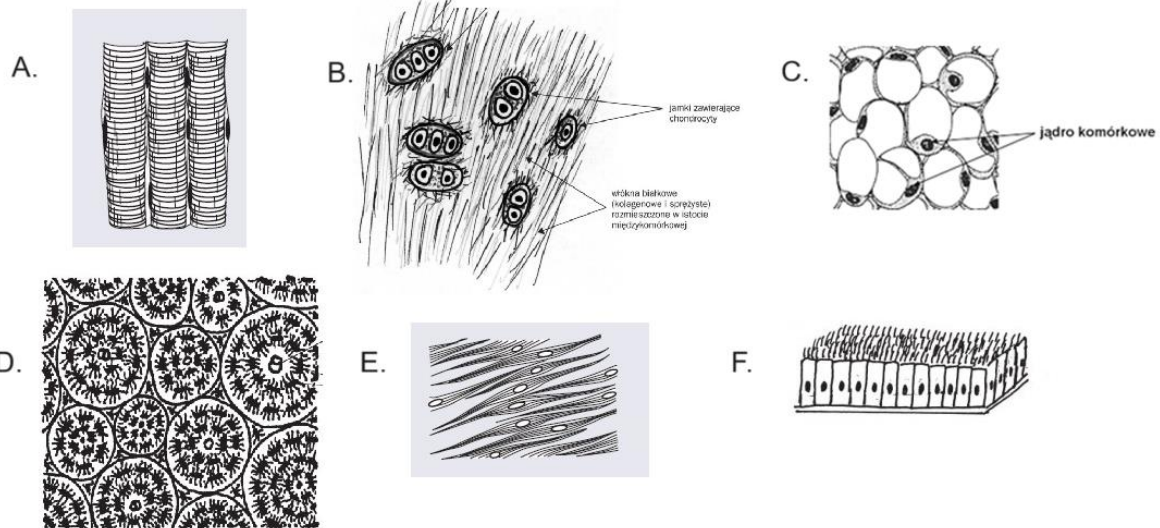 A.
B.
jamki zawierające
chondrocyty
włókna białkowe
(kolagenowe i sprężyste)
rozmieszczone w istocie
międzykomórkowej
C.
jądro komórkowe
D.
E.
F.